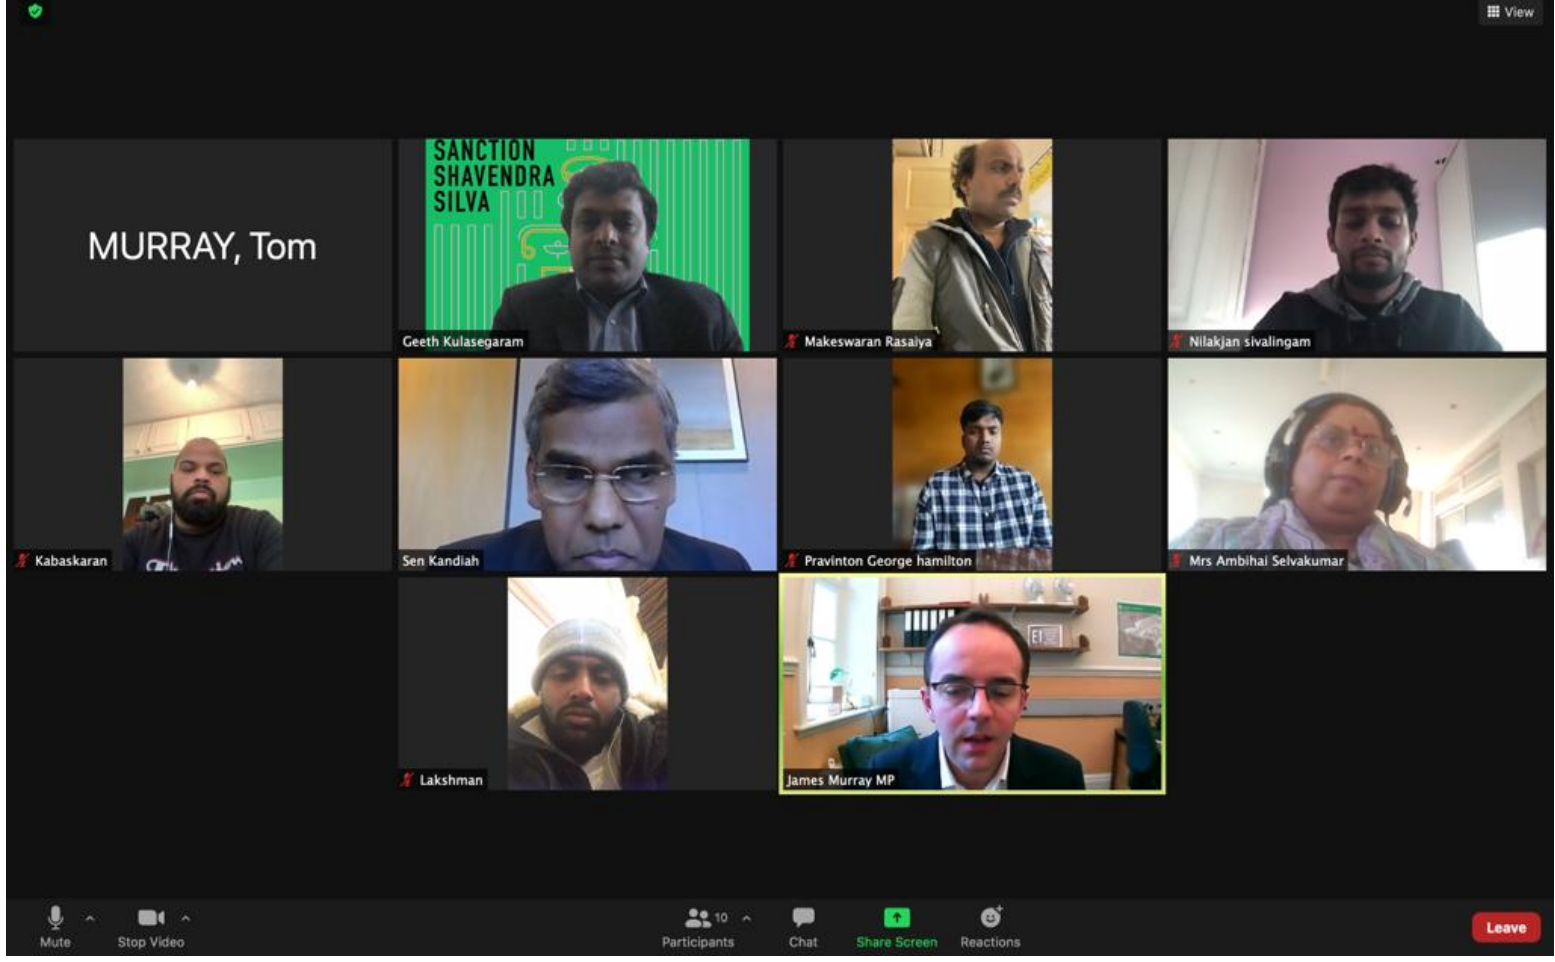 View
MURRAY, Tom
SANCTION
SHAVENDRA
SILVA
Geeth Kulasegaram
Makeswaran Rasaiya
Nilakjan sivalingam
Kabaskaran
Sen Kandiah
Pravinton George hamilton
Mrs Ambihai Selvakumar
Lakshman
E1
James Murray MP
Mute
Stop Video
10
Participants
Chat
Share Screen
Reactions
Leave